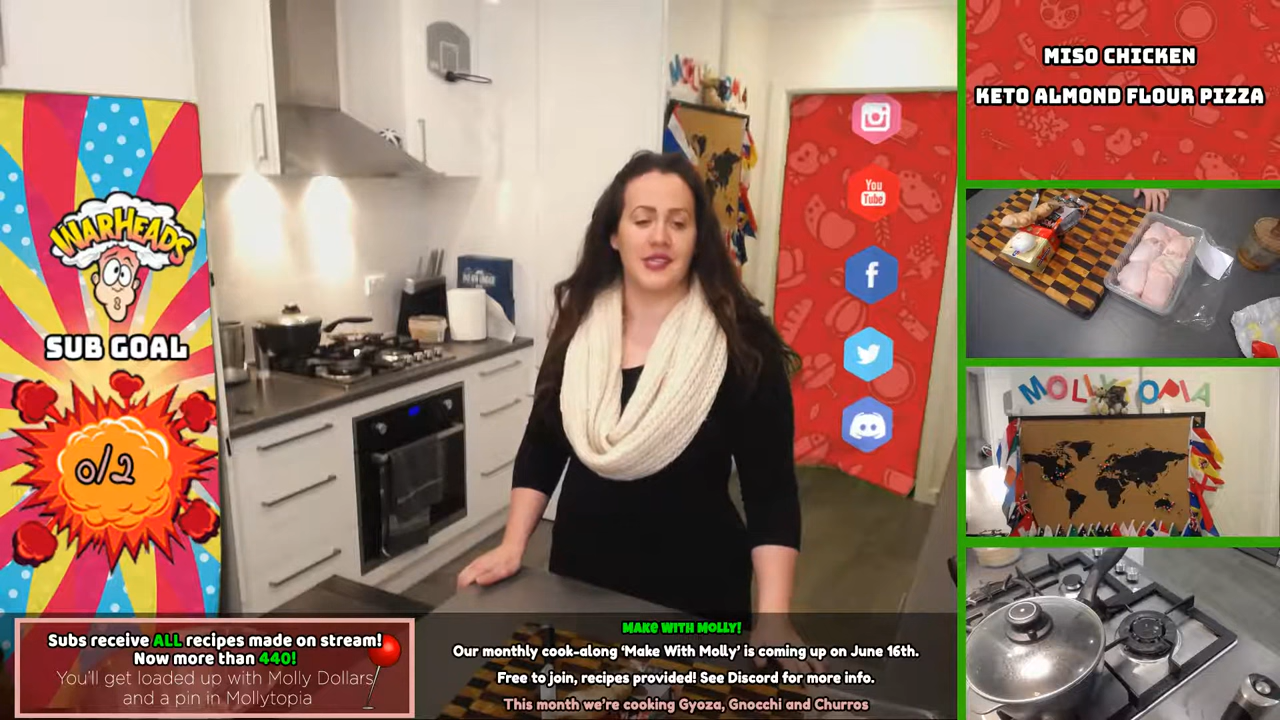 WARHEADS
SUB GOAL
0/2
Subs receive ALL recipes made on stream!
Now more than 440!
You'll get loaded up with Molly Dollars
and a pin in Mollytopia
You
Tube
MAKE WITH MOLLY!
Our monthly cook-along 'Make With Molly' is coming up on June 16th.
Free to join, recipes provided! See Discord for more info.
This month we're cooking Gyoza, Gnocchi and Churros
MISO CHICKEN
KETO ALMOND FLOUR PIZZA
MOLLYTOPIA